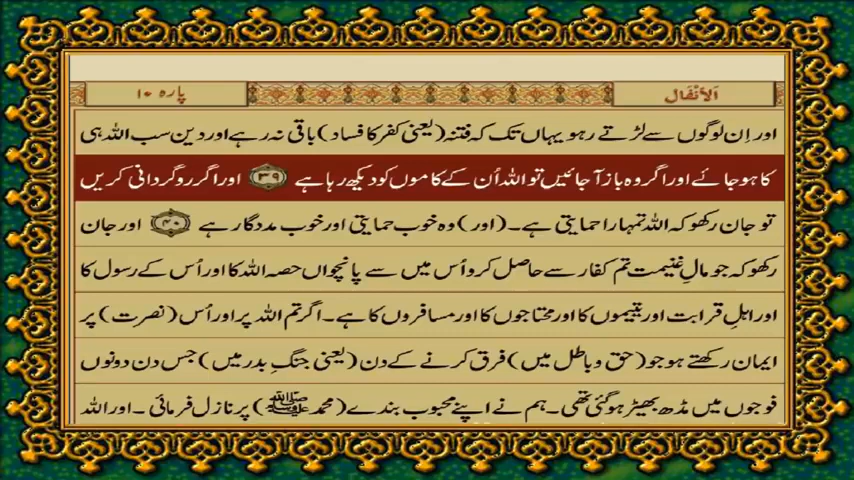 پارہ ۱۰
اَلاَنْفَال
اور اِن لوگوں سے لڑتے رہو یہاں تک کہ فتنہ (یعنی کفر کا فساد) باقی نہ رہے اور دین سب اللہ ہی
کا ہو جائے اور اگر وہ باز آ جائیں تو اللہ اُن کے کاموں کو دیکھ رہا ہے ۳۹ اور اگر روگردانی کریں
تو جان رکھو کہ اللہ تمہارا حمایتی ہے۔ (اور) وہ خوب حمایتی اور خوب مددگار ہے ۴۰ اور جان
رکھو کہ جو مالِ غنیمت تم کفار سے حاصل کرو اُس میں سے پانچواں حصہ اللہ کا اور اُس کے رسول کا
اور اہلِ قرابت اور یتیموں کا اور محتاجوں کا اور مسافروں کا ہے۔ اگر تم اللہ پر اور اُس (نصرت) پر
ایمان رکھتے ہو جو (حق و باطل میں) فرق کرنے کے دن (یعنی جنگِ بدر میں) جس دن دونوں
فوجوں میں مڈھ بھیڑ ہو گئی تھی۔ ہم نے اپنے محبوب بندے (محمد ﷺ) پر نازل فرمائی۔ اور اللہ